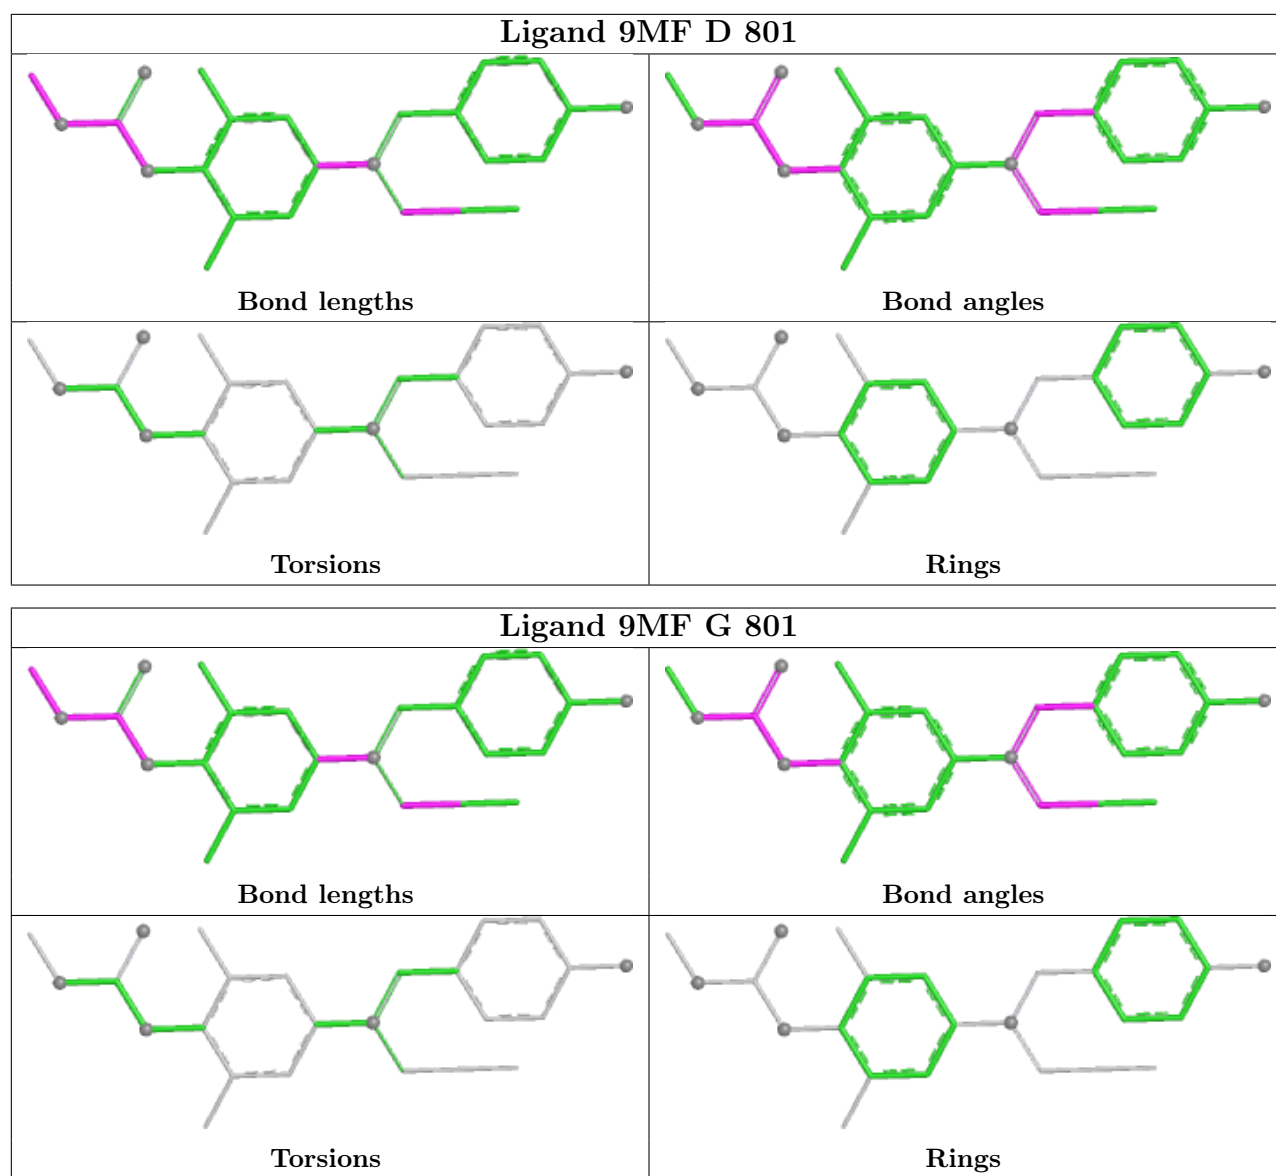 Ligand 9MF D 801
Bond lengths
Bond angles
Torsions
Rings
Ligand 9MF G 801
Bond lengths
Bond angles
Torsions
Rings